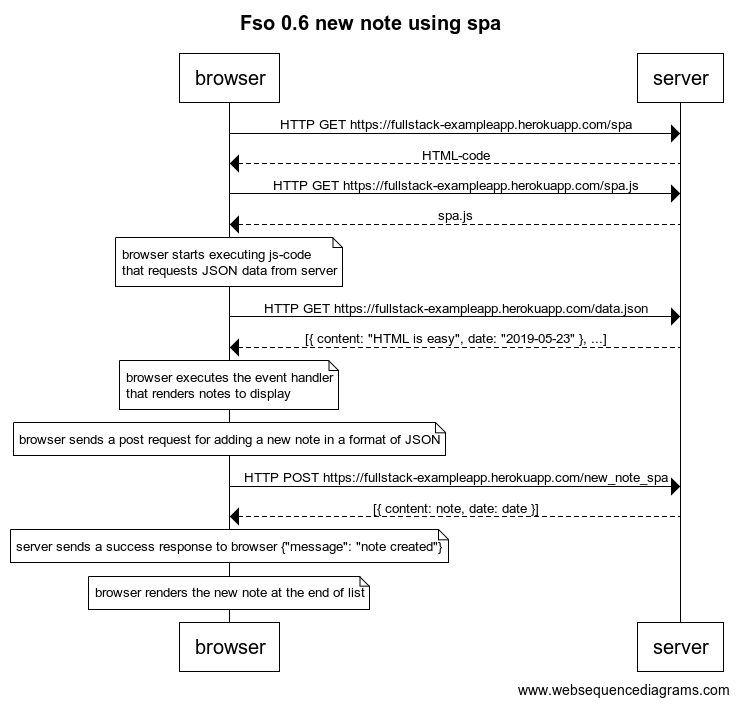 Fso 0.6 new note using spa
browser
server
HTTP GET https://fullstack-exampleapp.herokuapp.com/spa
HTML-code
HTTP GET https://fullstack-exampleapp.herokuapp.com/spa.js
spa.js
browser starts executing js-code
that requests JSON data from server
HTTP GET https://fullstack-exampleapp.herokuapp.com/data.json
[{ content: "HTML is easy", date: "2019-05-23" }, ...]
browser executes the event handler
that renders notes to display
browser sends a post request for adding a new note in a format of JSON
HTTP POST https://fullstack-exampleapp.herokuapp.com/new_note_spa
[{ content: note, date: date }]
server sends a success response to browser {"message": "note created"}
browser renders the new note at the end of list
browser
server
www.websequencediagrams.com